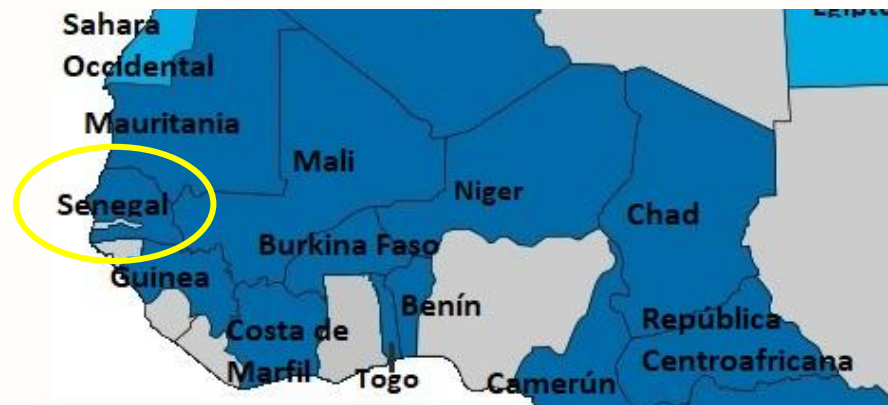 Sahara
Occidental
Mauritania
Mali
Niger
Senegal
Chad
Burkina Faso
Guinea
Benín
Costa de
Marfil
Togo
República
Centroafricana
Camerún